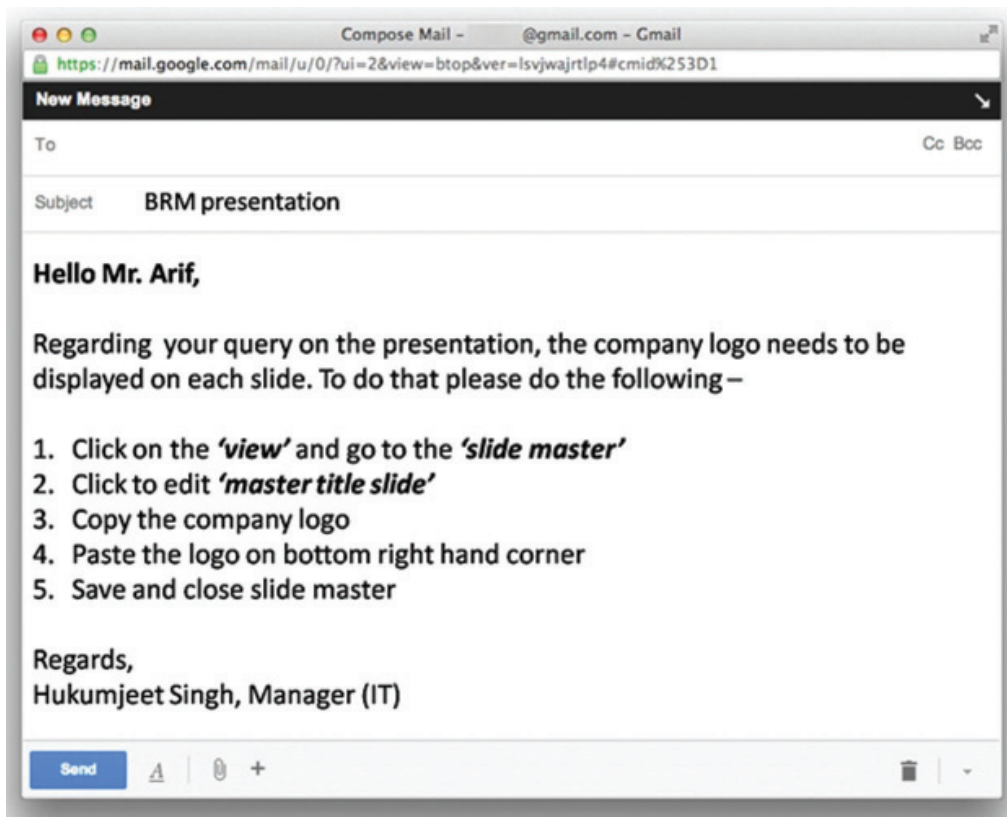 Compose Mail – @gmail.com – Gmail
https://mail.google.com/mail/u/0/?ui=2&view=btop&ver=lsvjwajrtlp4#cmid%253D1
New Message
To Cc Bcc
Subject BRM presentation
Hello Mr. Arif,
Regarding your query on the presentation, the company logo needs to be
displayed on each slide. To do that please do the following –
1. Click on the ‘view’ and go to the ‘slide master’
2. Click to edit ‘master title slide’
3. Copy the company logo
4. Paste the logo on bottom right hand corner
5. Save and close slide master
Regards,
Hukumjeet Singh, Manager (IT)
Send A